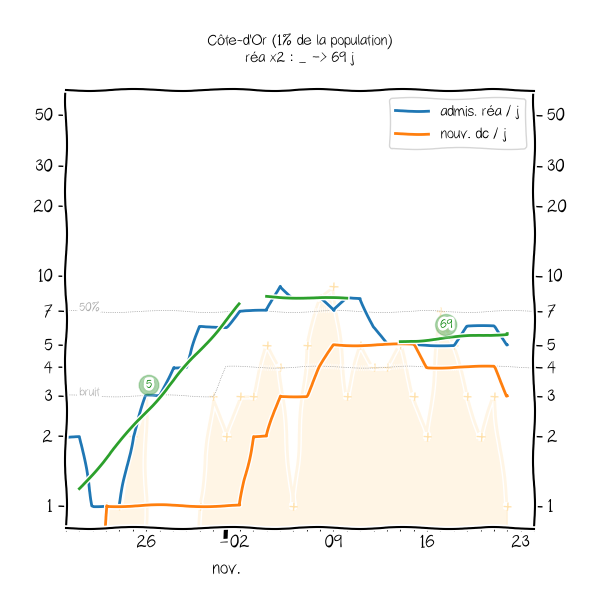 Côte-d'Or (1% de la population)
réa x2 : _ -> 69 j
admis. réa / j
nouv. dc / j
50 50
30 30
20 20
10 10
50%
7 7
69
5 5
4 4
5
bruit
3 3
2 2
1 1
26 02 09 16 23
nov.